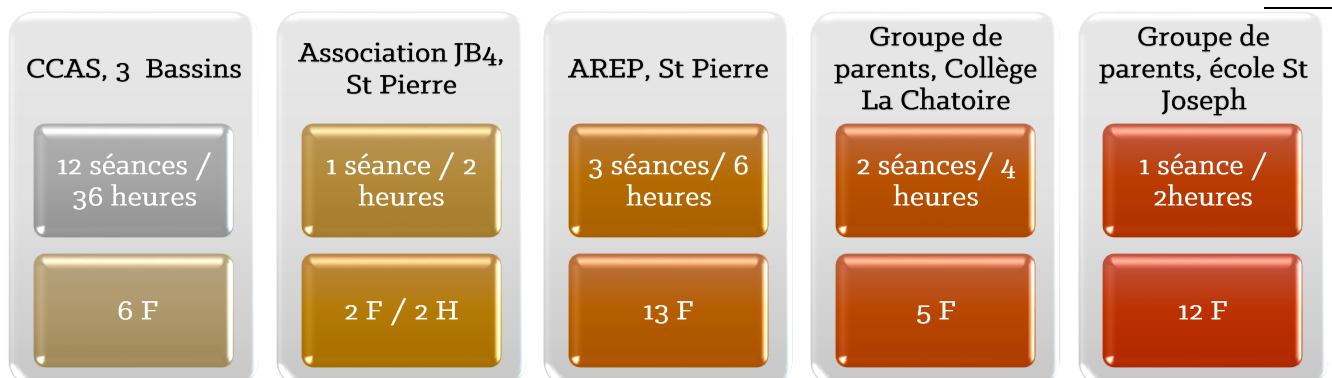 CCAS, 3 Bassins
12 séances /
36 heures
6 F
Association JB4,
St Pierre
1 séance / 2
heures
2 F / 2 H
AREP, St Pierre
3 séances/ 6
heures
13 F
Groupe de
parents, Collège
La Chatoire
2 séances/ 4
heures
5 F
Groupe de
parents, école St
Joseph
1 séance /
2heures
12 F